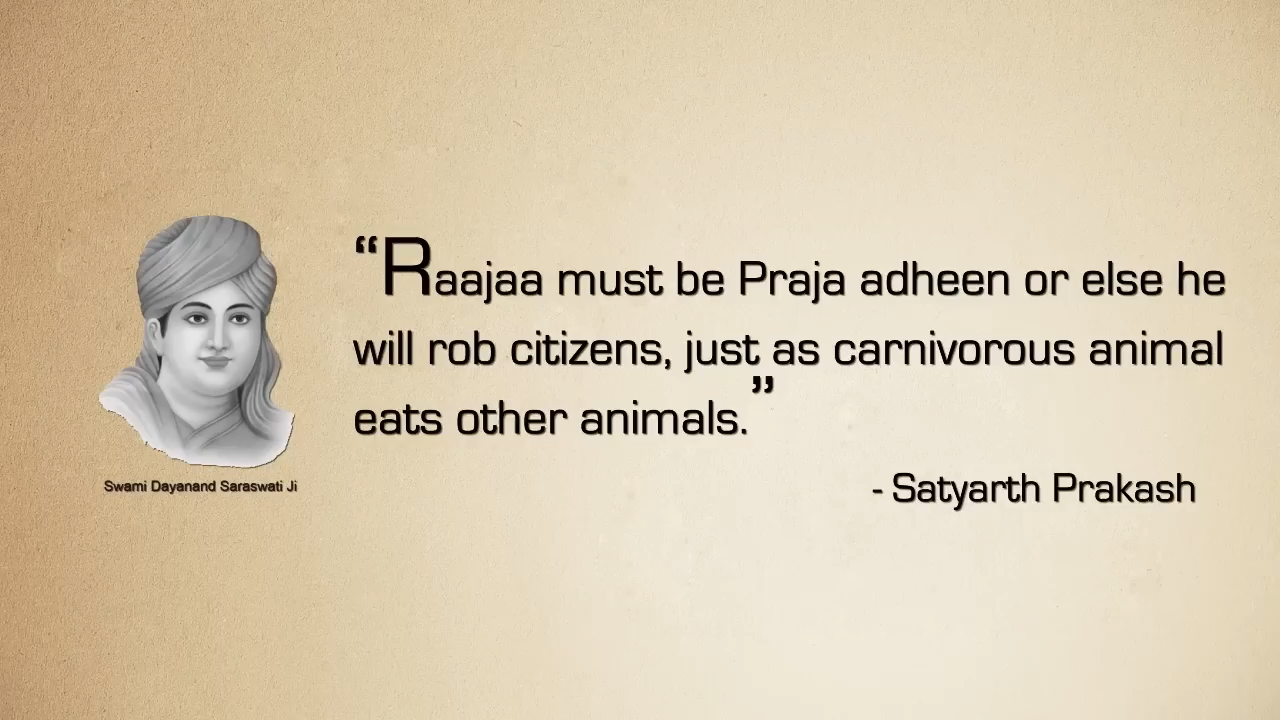 “Raajaa must be Praja adheen or else he
will rob citizens, just as carnivorous animal
eats other animals.”
- Satyarth Prakash
Swami Dayanand Saraswati Ji